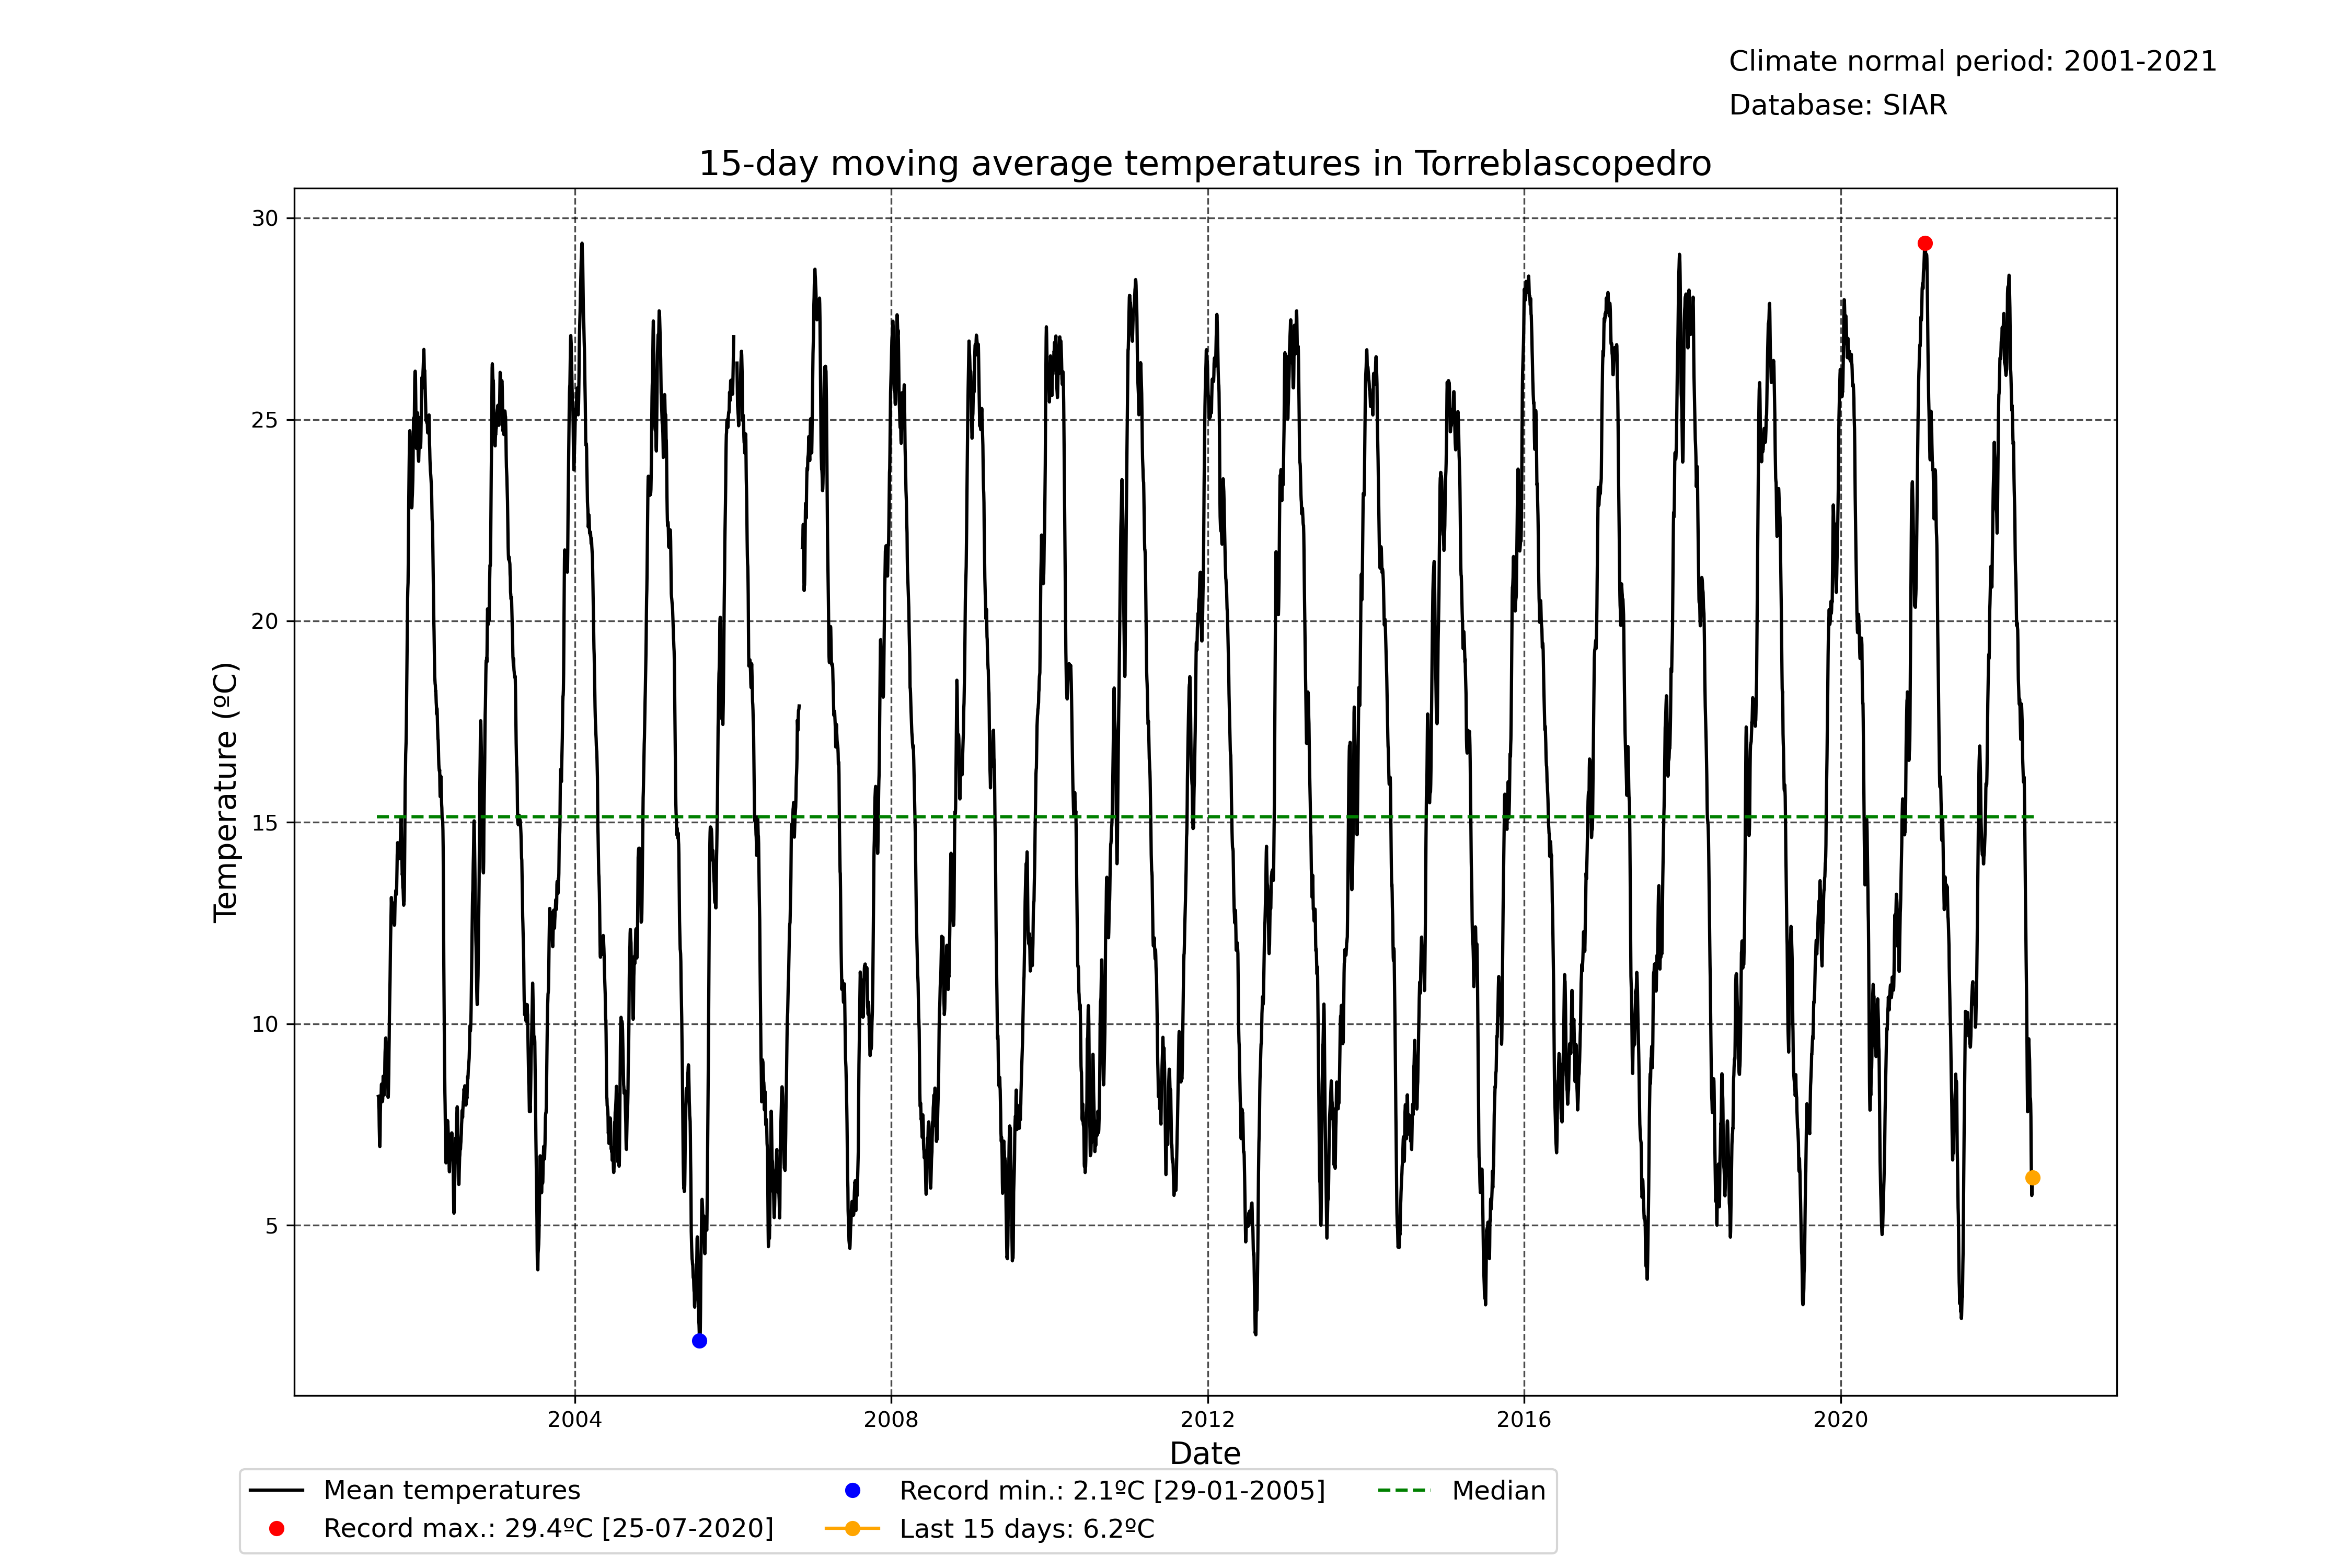 Climate normal period: 2001-2021
Database: SIAR
15-day moving average temperatures in Torreblascopedro
30
25
20
15
10
5
Temperature (ºC)
2004
2008
2012
2016
2020
Date
Mean temperatures
Record max.: 29.4ºC [25-07-2020]
Record min.: 2.1ºC [29-01-2005]
Last 15 days: 6.2ºC
Median